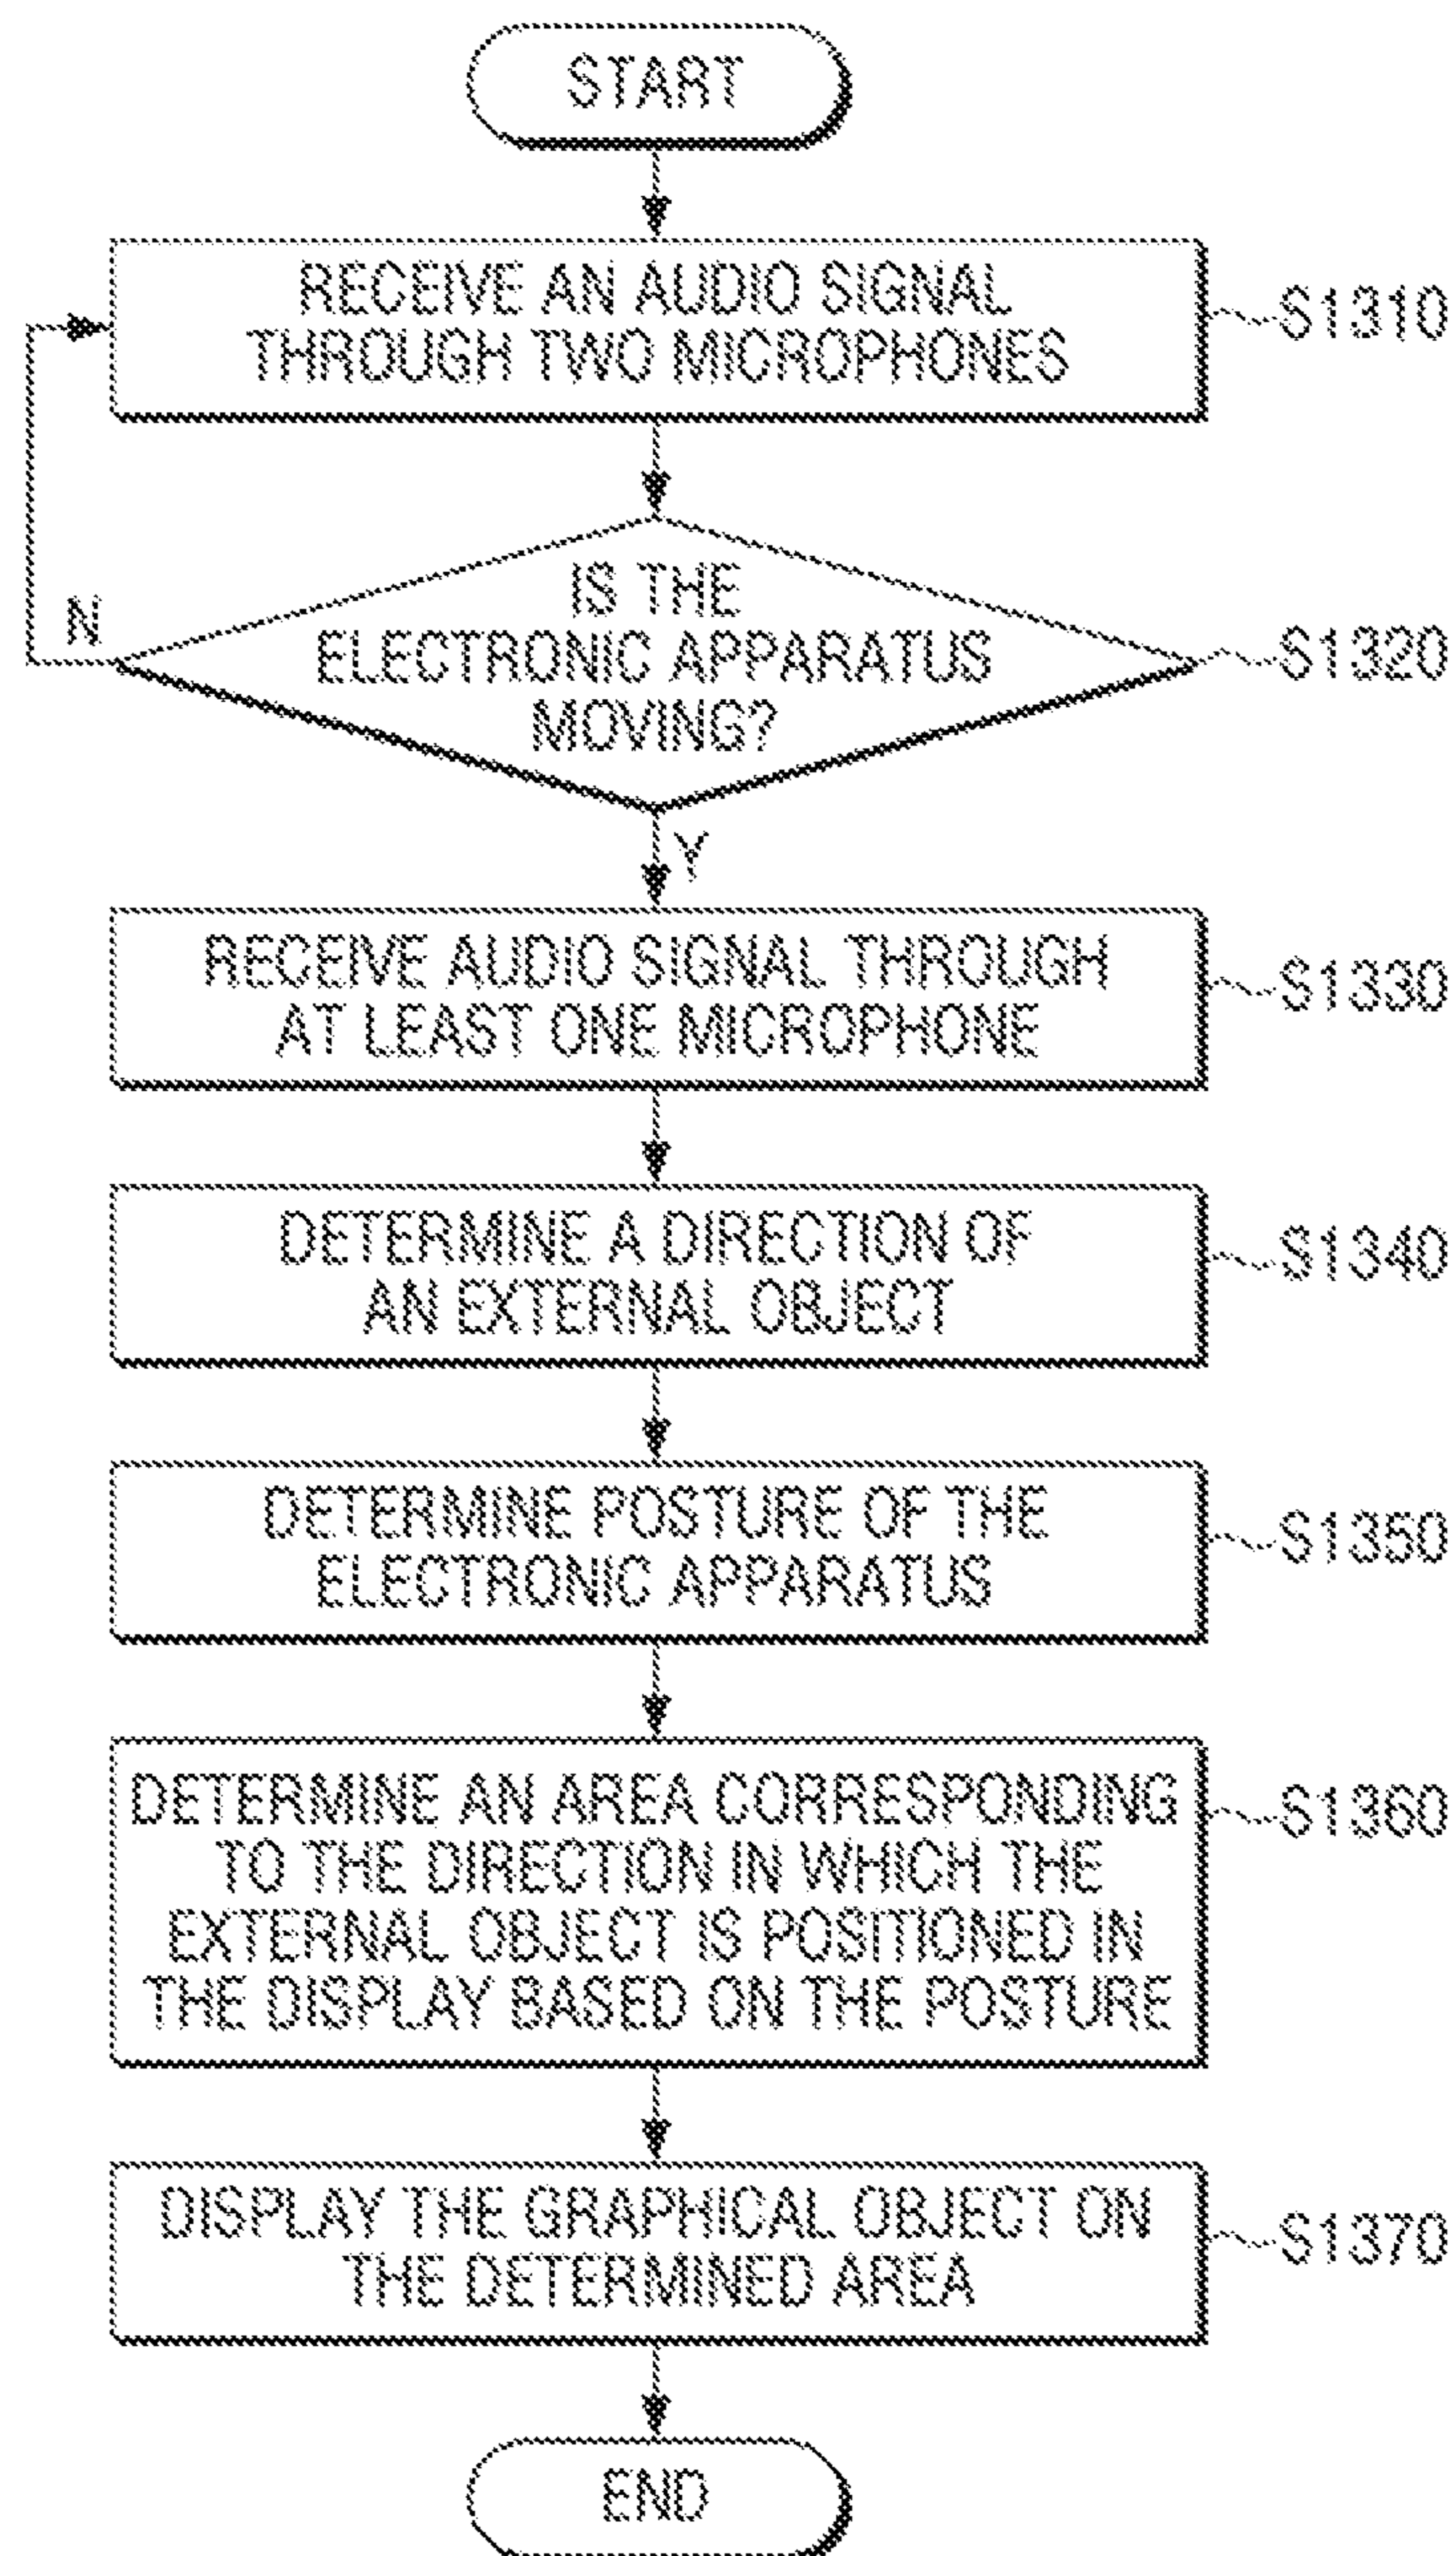 START
RECEIVE AN AUDIO SIGNAL
THROUGH TWO MICROPHONES
S1310
IS THE
ELECTRONIC APPARATUS
MOVING?
S1320
N
Y
RECEIVE AUDIO SIGNAL THROUGH
AT LEAST ONE MICROPHONE
S1330
DETERMINE A DIRECTION OF
AN EXTERNAL OBJECT
S1340
DETERMINE POSTURE OF THE
ELECTRONIC APPARATUS
S1350
DETERMINE AN AREA CORRESPONDING
TO THE DIRECTION IN WHICH THE
EXTERNAL OBJECT IS POSITIONED IN
THE DISPLAY BASED ON THE POSTURE
S1360
DISPLAY THE GRAPHICAL OBJECT ON
THE DETERMINED AREA
S1370
END